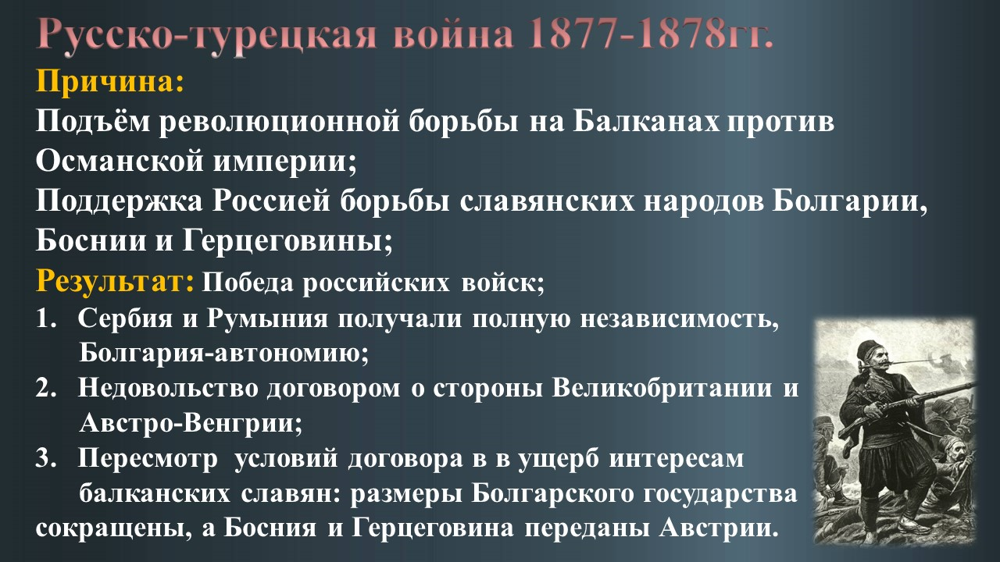 Русско-турецкая война 1877-1878гг.
Причина:
Подъём революционной борьбы на Балканах против
Османской империи;
Поддержка Россией борьбы славянских народов Болгарии,
Боснии и Герцеговины;
Результат: Победа российских войск;
1. Сербия и Румыния получали полную независимость,
Болгария-автономию;
2. Недовольство договором о стороны Великобритании и
Австро-Венгрии;
3. Пересмотр условий договора в в ущерб интересам
балканских славян: размеры Болгарского государства
сокращены, а Босния и Герцеговина переданы Австрии.